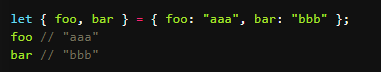 let { foo, bar } = { foo: "aaa", bar: "bbb" };
foo // "aaa"
bar // "bbb"